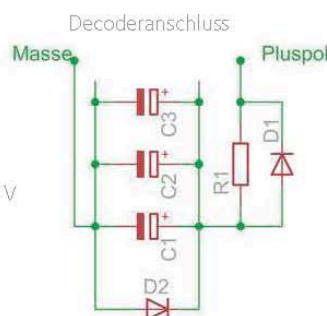 Decoderanschluss
Masse
Pluspol
+
C3
+
C2
D1
R1
V
+
C1
D2